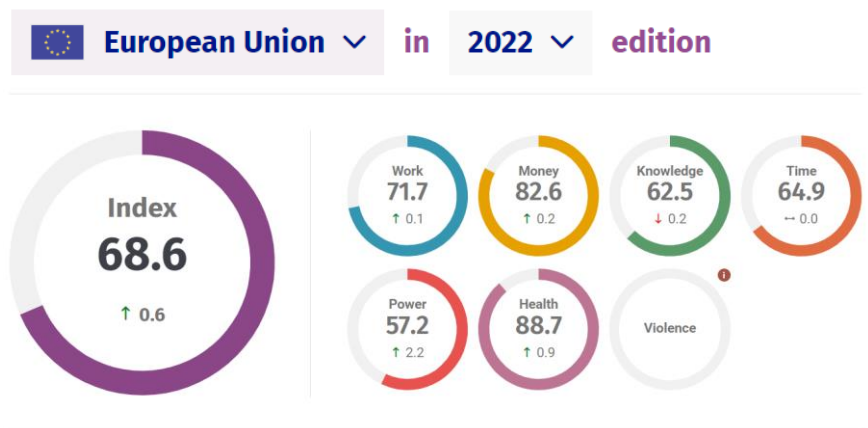 European Union in 2022 edition
Index
68.6
↑ 0.6
Work
71.7
↑ 0.1
Money
82.6
↑ 0.2
Knowledge
62.5
↓ 0.2
Time
64.9
↔ 0.0
Power
57.2
↑ 2.2
Health
88.7
↑ 0.9
Violence
i